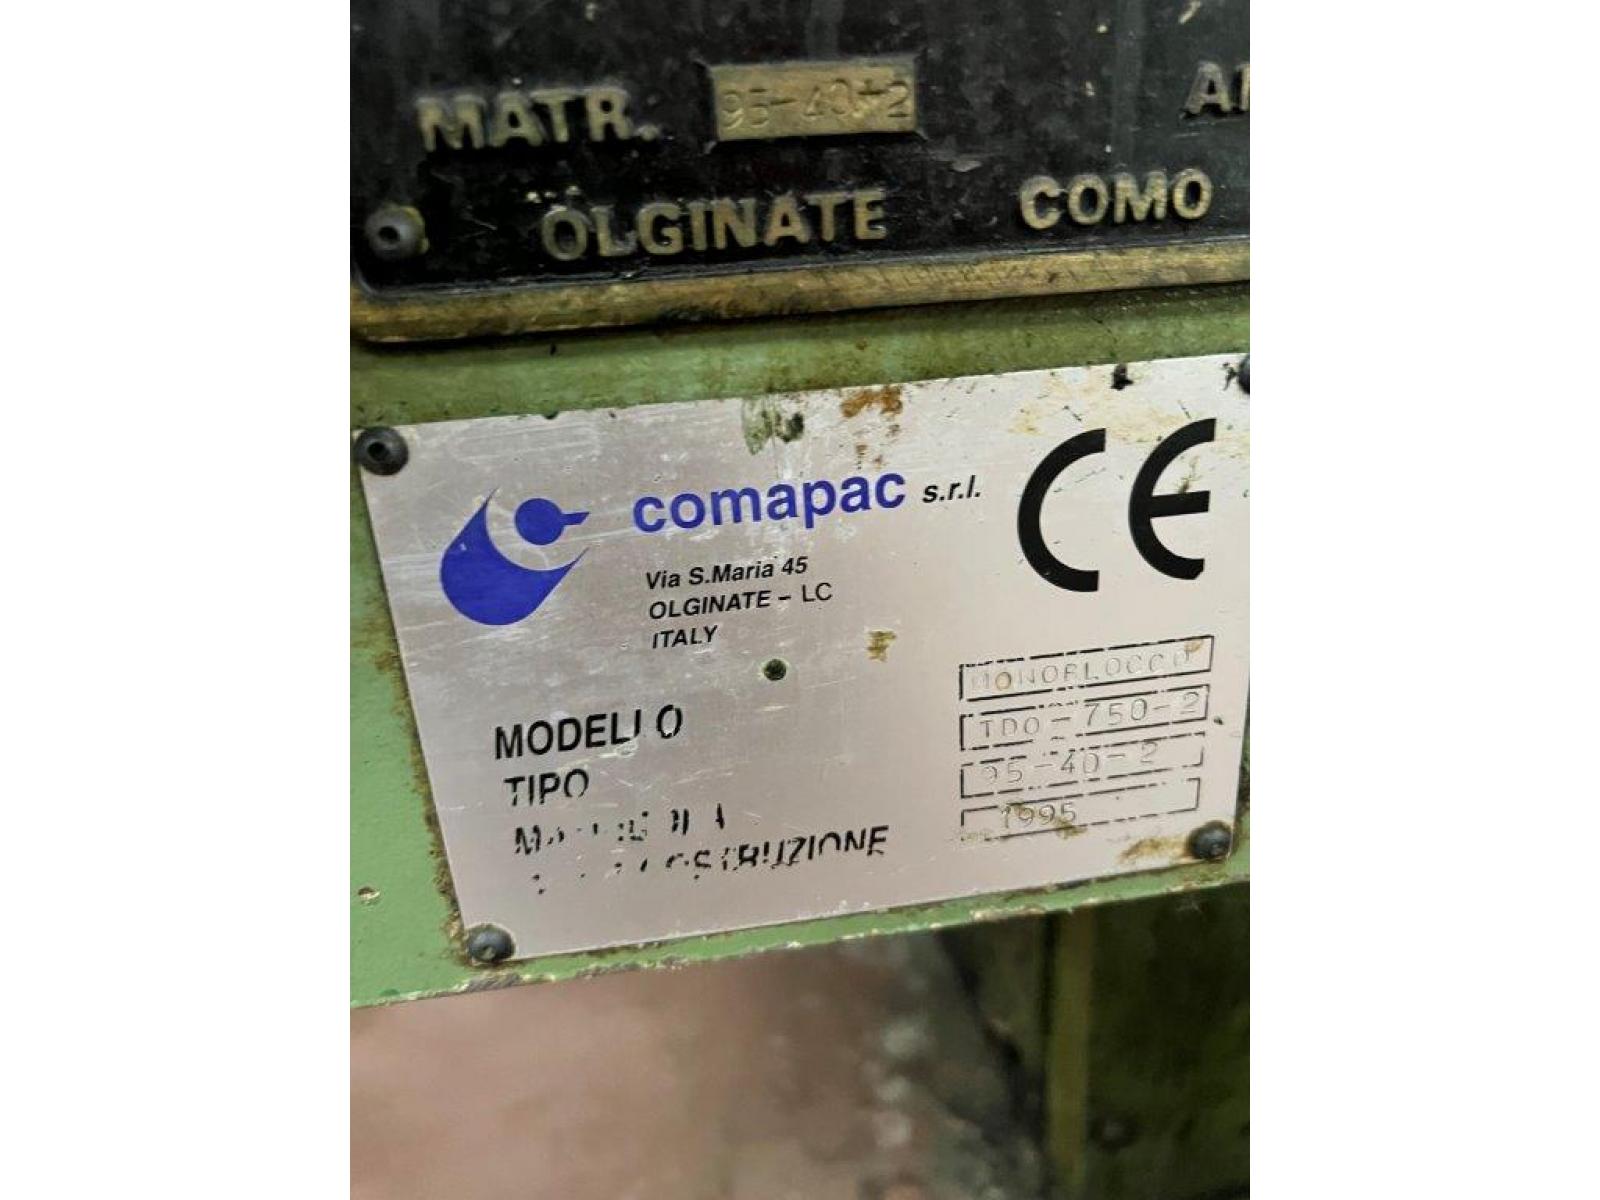 MATR. 95-40-2
OLGINATE COMO
comapac s.r.l. CE
Via S.Maria 45
OLGINATE - LC
ITALY
MODELLO MONOBLOCCO
TIPO TDO-750-2
95-40-2
COSTRUZIONE 1995